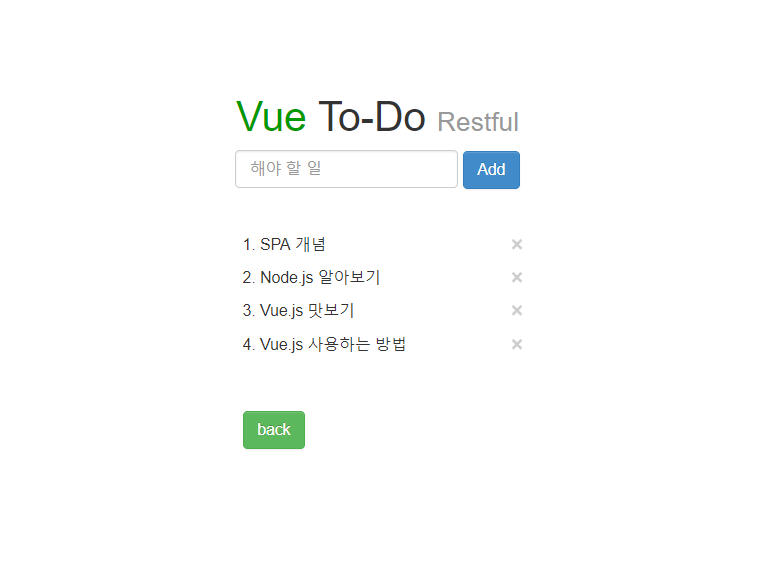 Vue To-Do Restful
해야 할 일 Add
1. SPA 개념 ×
2. Node.js 알아보기 ×
3. Vue.js 맛보기 ×
4. Vue.js 사용하는 방법 ×
back